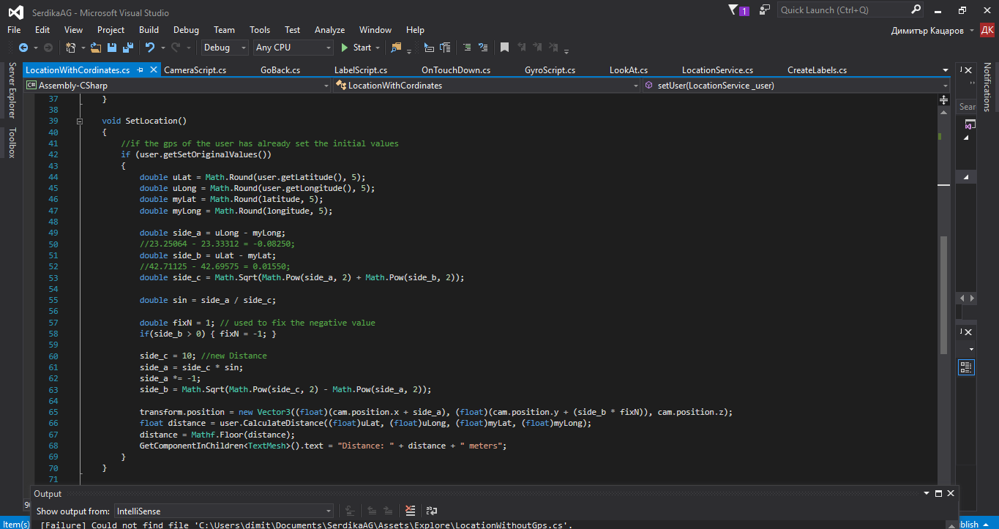 SerdikaAG - Microsoft Visual Studio
1
Quick Launch (Ctrl+Q)
File Edit View Project Build Debug Team Tools Test Analyze Window Help
Димитър Кацаров
ДК
Debug Any CPU Start
Server Explorer
Toolbox
LocationWithCordinates.cs CameraScript.cs GoBack.cs LabelScript.cs OnTouchDown.cs GyroScript.cs LookAt.cs LocationService.cs CreateLabels.cs
C# Assembly-CSharp LocationWithCordinates setUser(LocationService _user)
37 }
38
39 void SetLocation()
40 {
41 //if the gps of the user has already set the initial values
42 if (user.getSetOriginalValues())
43 {
44 double uLat = Math.Round(user.getLatitude(), 5);
45 double uLong = Math.Round(user.getLongitude(), 5);
46 double myLat = Math.Round(latitude, 5);
47 double myLong = Math.Round(longitude, 5);
48
49 double side_a = uLong - myLong;
50 //23.25064 - 23.33312 = -0.08250;
51 double side_b = uLat - myLat;
52 //42.71125 - 42.69575 = 0.01550;
53 double side_c = Math.Sqrt(Math.Pow(side_a, 2) + Math.Pow(side_b, 2));
54
55 double sin = side_a / side_c;
56
57 double fixN = 1; // used to fix the negative value
58 if(side_b > 0) { fixN = -1; }
59
60 side_c = 10; //new Distance
61 side_a = side_c * sin;
62 side_a *= -1;
63 side_b = Math.Sqrt(Math.Pow(side_c, 2) - Math.Pow(side_a, 2));
64
65 transform.position = new Vector3((float)(cam.position.x + side_a), (float)(cam.position.y + (side_b * fixN)), cam.position.z);
66 float distance = user.CalculateDistance((float)uLat, (float)uLong, (float)myLat, (float)myLong);
67 distance = Mathf.Floor(distance);
68 GetComponentInChildren<TextMesh>().text = "Distance: " + distance + " meters";
69 }
70 }
71
Sear
Notifications
90
Output
Show output from: IntelliSense
[Failure] Could not find file 'C:\Users\dimit\Documents\SerdikaAG\Assets\Explore\LocationWithoutGps.cs'.
Item(s)
blish